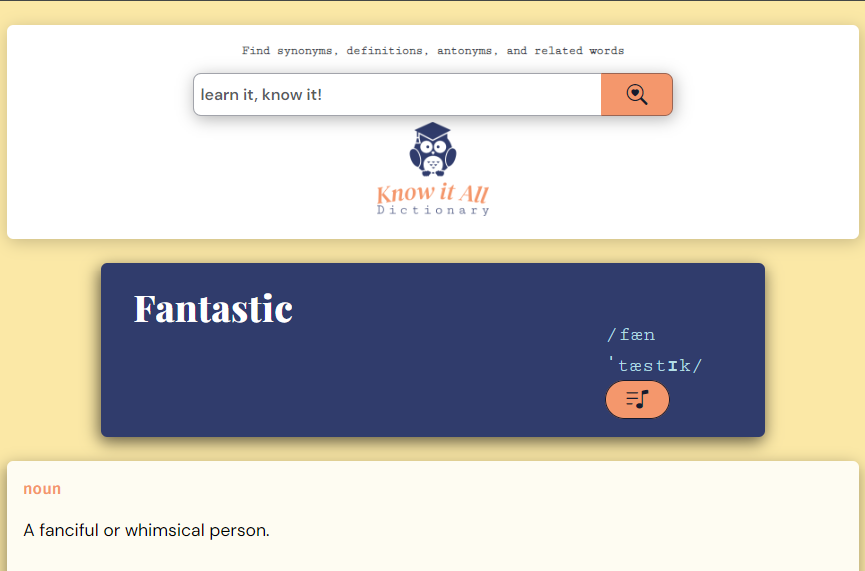 Find synonyms, definitions, antonyms, and related words
learn it, know it!
Know it All
Dictionary
Fantastic
/fæn
ˈtæstɪk/
noun
A fanciful or whimsical person.